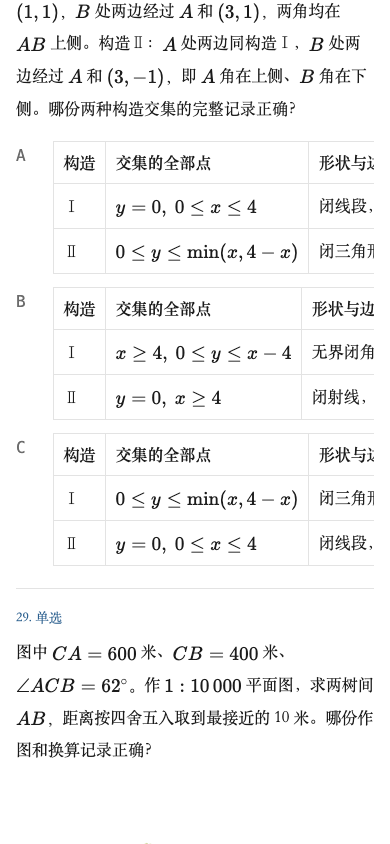 (1, 1), B 处两边经过 A 和 (3, 1), 两角均在
AB 上侧。构造Ⅱ：A 处两边同构造Ⅰ，B 处两
边经过 A 和 (3, −1), 即 A 角在上侧、B 角在下
侧。哪份两种构造交集的完整记录正确?
A
构造 交集的全部点 形状与
Ⅰ y = 0, 0 ≤ x ≤ 4 闭线段,
Ⅱ 0 ≤ y ≤ min(x, 4 − x) 闭三角
B
构造 交集的全部点 形状与
Ⅰ x ≥ 4, 0 ≤ y ≤ x − 4 无界闭角
Ⅱ y = 0, x ≥ 4 闭射线,
C
构造 交集的全部点 形状与
Ⅰ 0 ≤ y ≤ min(x, 4 − x) 闭三角
Ⅱ y = 0, 0 ≤ x ≤ 4 闭线段,
29. 单选
图中 CA = 600 米、CB = 400 米、
∠ACB = 62°。作 1 : 10 000 平面图，求两树间
AB，距离按四舍五入取到最接近的 10 米。哪份作
图和换算记录正确?